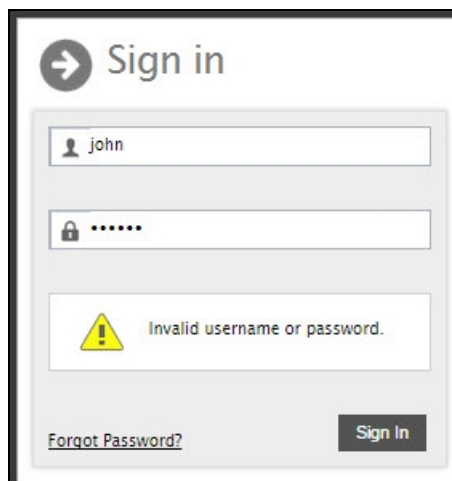 Sign in
john
••••••
Invalid username or password.
Forgot Password?
Sign In